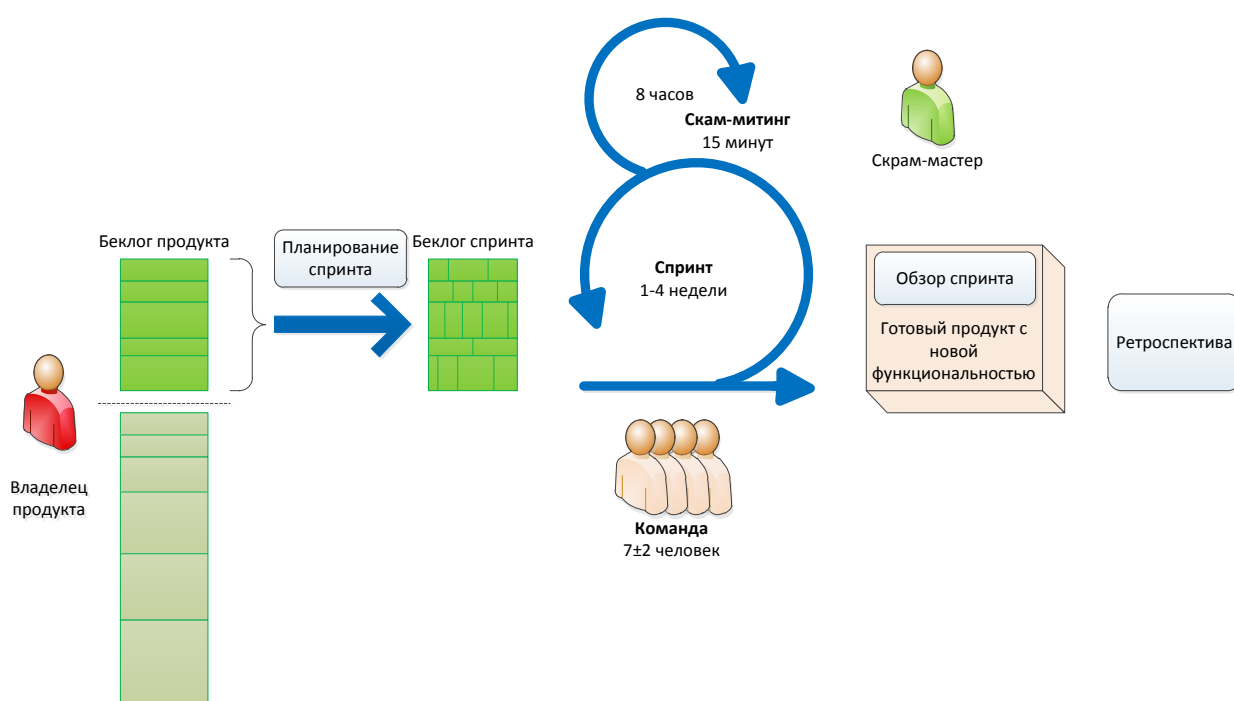 8 часов
Скам-митинг
15 минут
Скрам-мастер
Беклог продукта
Планирование
спринта
Беклог спринта
Спринт
1-4 недели
Обзор спринта
Готовый продукт с
новой
функциональностью
Ретроспектива
Владелец
продукта
Команда
7±2 человек